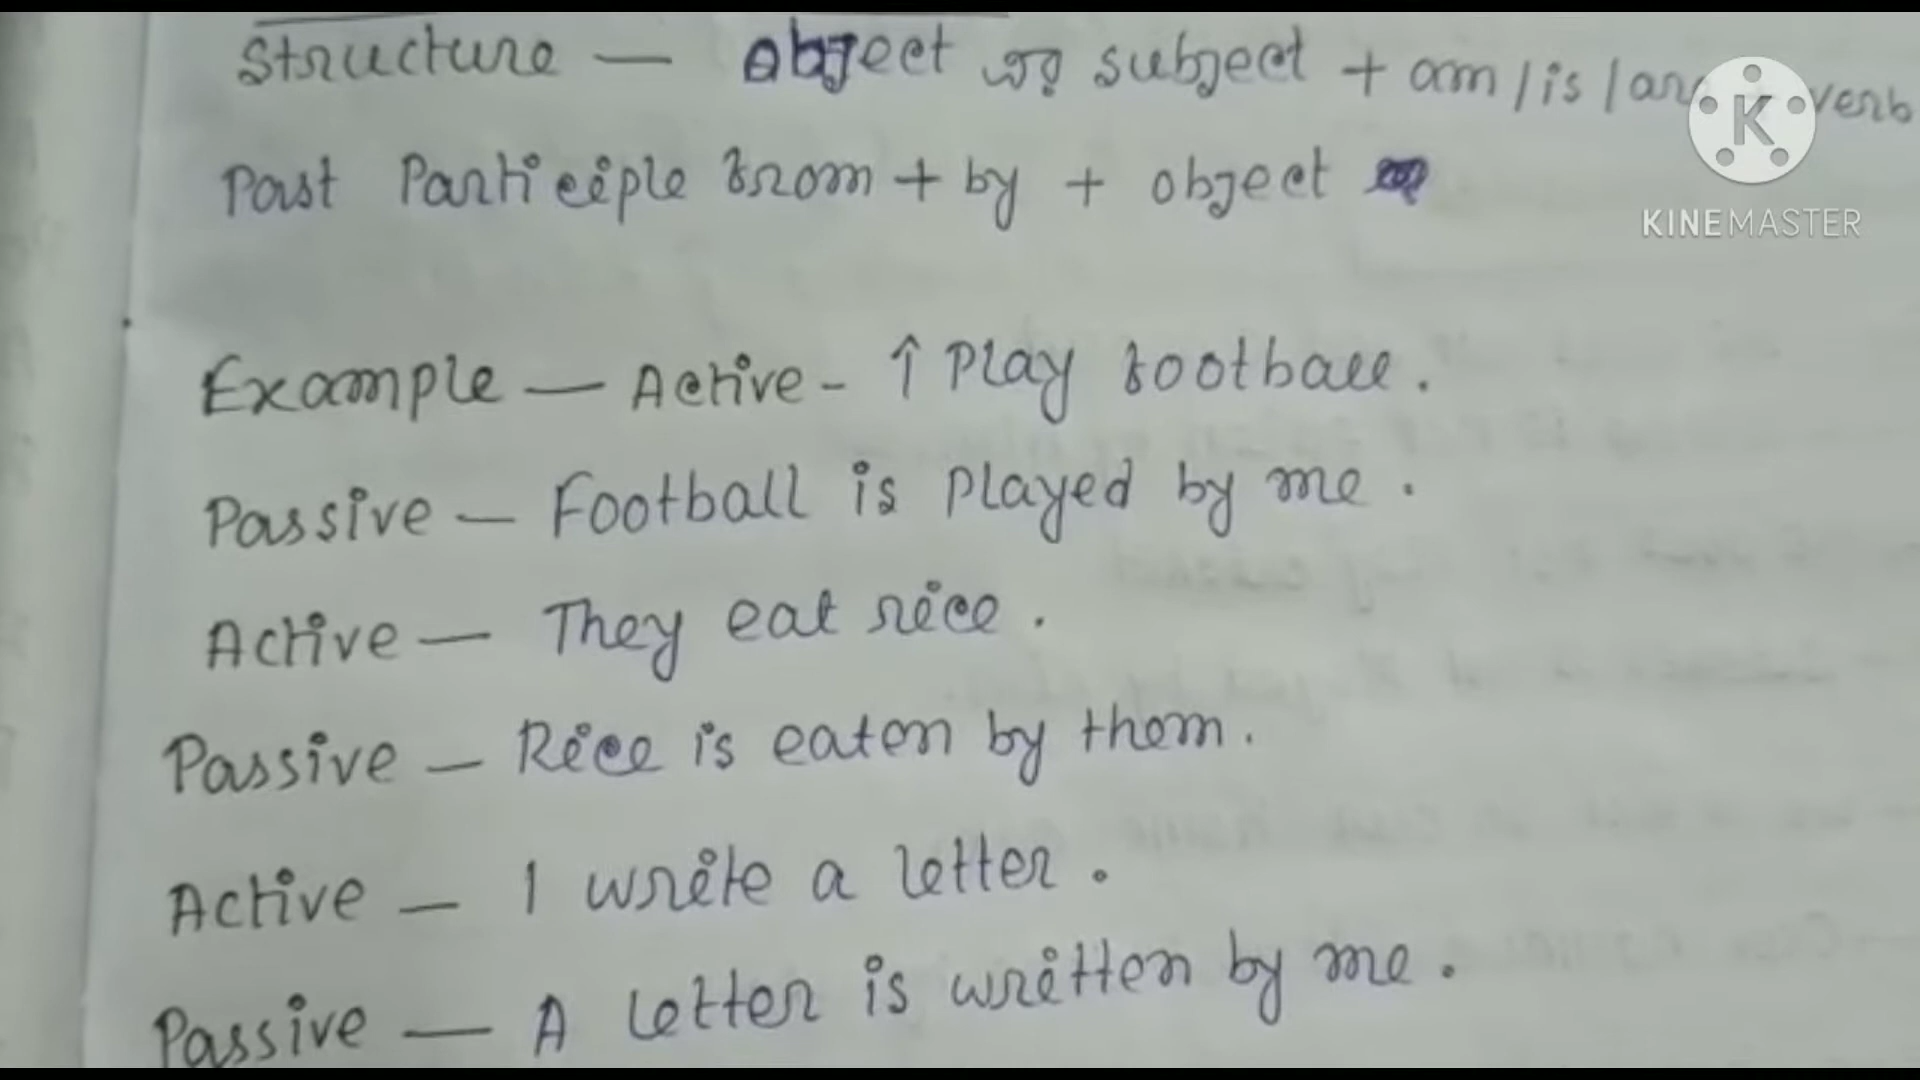 Structure — object এর subject + am/is/are + verb
Past Participle from + by + object
KINEMASTER
Example — Active - I Play football.
Passive — Football is Played by me.
Active — They eat rice.
Passive — Rice is eaten by them.
Active — I write a letter.
Passive — A letter is written by me.